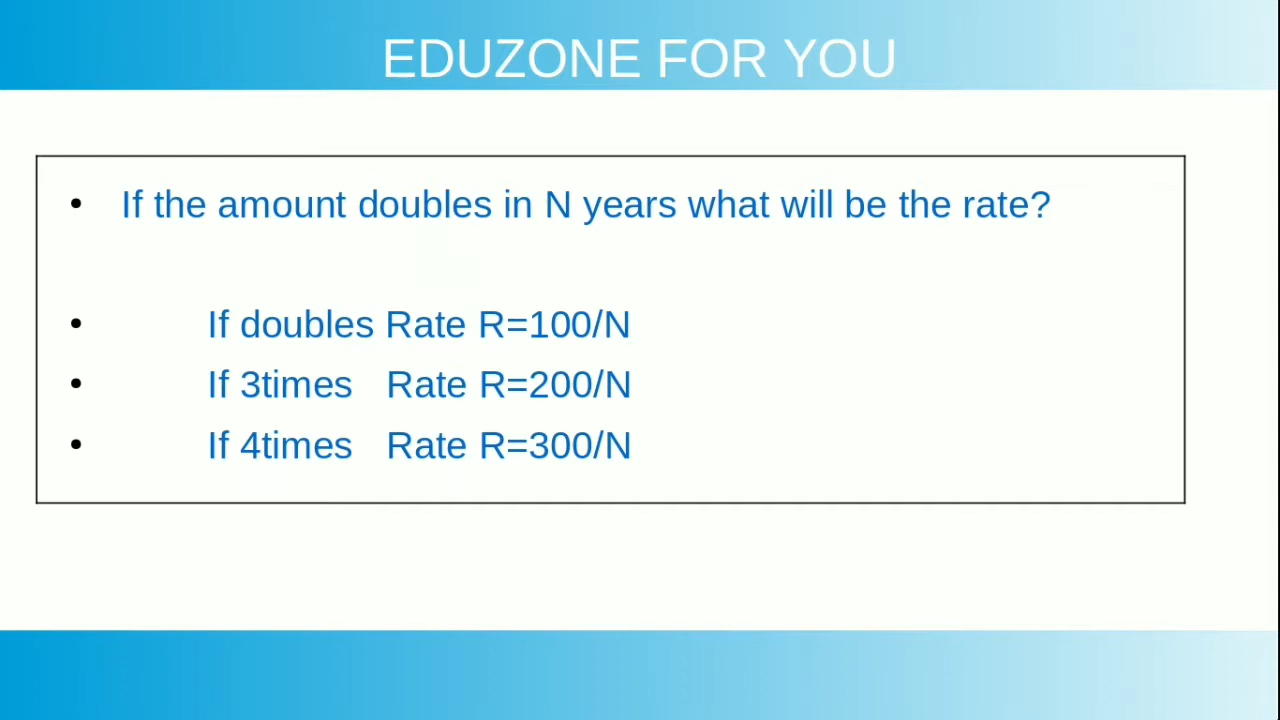 EDUZONE FOR YOU
• If the amount doubles in N years what will be the rate?
• If doubles Rate R=100/N
• If 3times Rate R=200/N
• If 4times Rate R=300/N